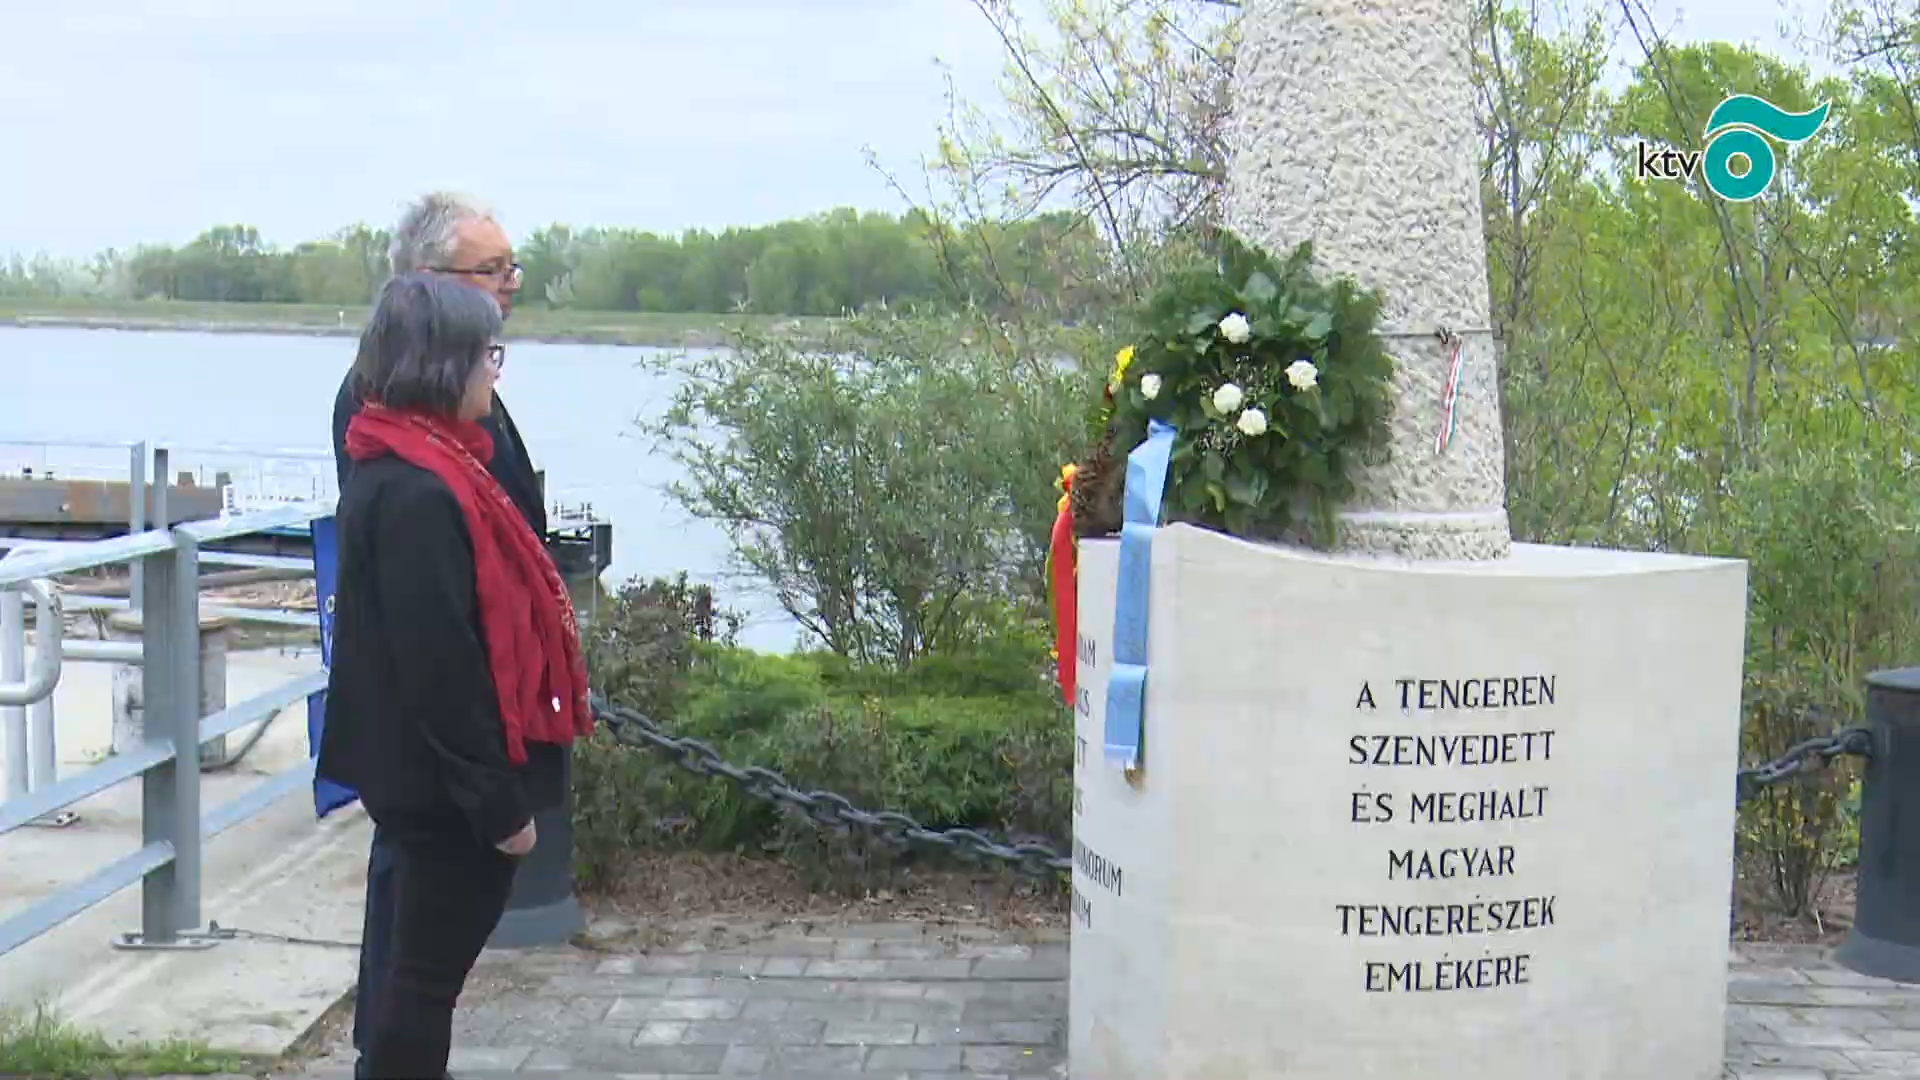 ktv
A TENGEREN
SZENVEDETT
ÉS MEGHALT
MAGYAR
TENGERÉSZEK
EMLÉKÉRE